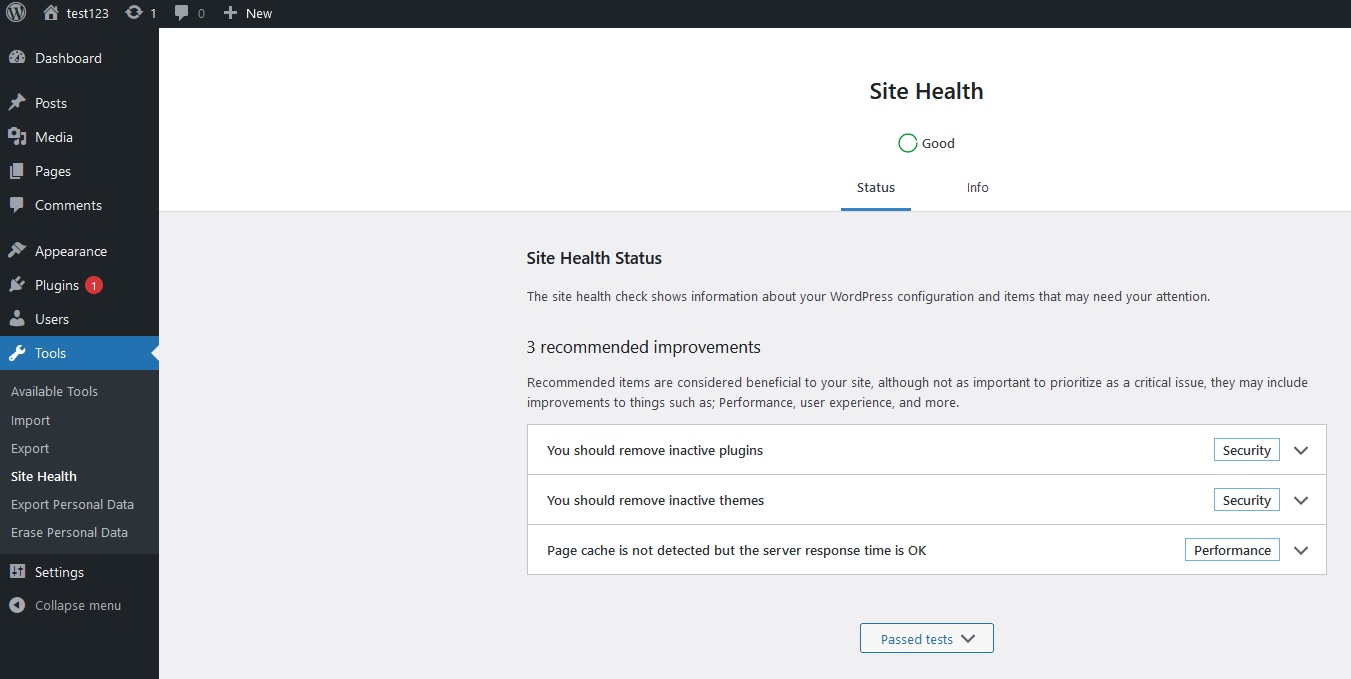 test123 1 0 New
Dashboard
Posts
Media
Pages
Comments
Appearance
Plugins 1
Users
Tools
Available Tools
Import
Export
Site Health
Export Personal Data
Erase Personal Data
Settings
Collapse menu
Site Health
Good
Status Info
Site Health Status
The site health check shows information about your WordPress configuration and items that may need your attention.
3 recommended improvements
Recommended items are considered beneficial to your site, although not as important to prioritize as a critical issue, they may include
improvements to things such as; Performance, user experience, and more.
You should remove inactive plugins Security
You should remove inactive themes Security
Page cache is not detected but the server response time is OK Performance
Passed tests